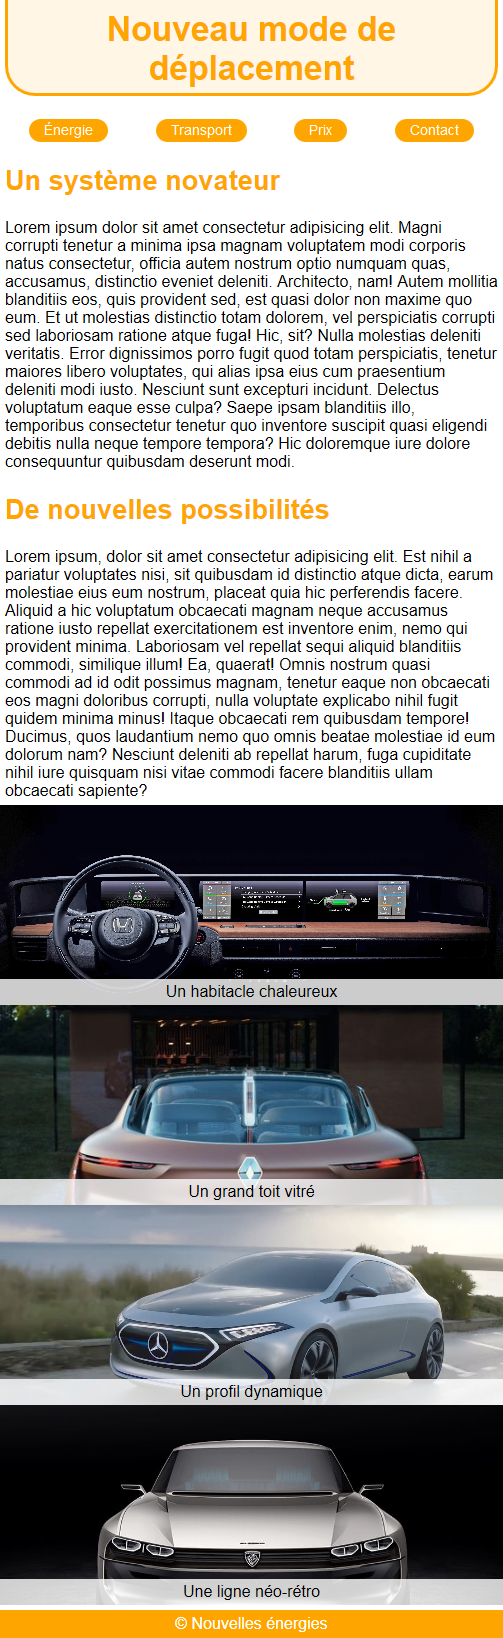 Nouveau mode de
déplacement
Énergie
Transport
Prix
Contact
Un système novateur
Lorem ipsum dolor sit amet consectetur adipisicing elit. Magni
corrupti tenetur a minima ipsa magnam voluptatem modi corporis
natus consectetur, officia autem nostrum optio numquam quas,
accusamus, distinctio eveniet deleniti. Architecto, nam! Autem mollitia
blanditiis eos, quis provident sed, est quasi dolor non maxime quo
eum. Et ut molestias distinctio totam dolorem, vel perspiciatis corrupti
sed laboriosam ratione atque fuga! Hic, sit? Nulla molestias deleniti
veritatis. Error dignissimos porro fugit quod totam perspiciatis, tenetur
maiores libero voluptates, qui alias ipsa eius cum praesentium
deleniti modi iusto. Nesciunt sunt excepturi incidunt. Delectus
voluptatum eaque esse culpa? Saepe ipsam blanditiis illo,
temporibus consectetur tenetur quo inventore suscipit quasi eligendi
debitis nulla neque tempore tempora? Hic doloremque iure dolore
consequuntur quibusdam deserunt modi.
De nouvelles possibilités
Lorem ipsum, dolor sit amet consectetur adipisicing elit. Est nihil a
pariatur voluptates nisi, sit quibusdam id distinctio atque dicta, earum
molestiae eius eum nostrum, placeat quia hic perferendis facere.
Aliquid a hic voluptatum obcaecati magnam neque accusamus
ratione iusto repellat exercitationem est inventore enim, nemo qui
provident minima. Laboriosam vel repellat sequi aliquid blanditiis
commodi, similique illum! Ea, quaerat! Omnis nostrum quasi
commodi ad id odit possimus magnam, tenetur eaque non obcaecati
eos magni doloribus corrupti, nulla voluptate explicabo nihil fugit
quidem minima minus! Itaque obcaecati rem quibusdam tempore!
Ducimus, quos laudantium nemo quo omnis beatae molestiae id eum
dolorum nam? Nesciunt deleniti ab repellat harum, fuga cupiditate
nihil iure quisquam nisi vitae commodi facere blanditiis ullam
obcaecati sapiente?
Un habitacle chaleureux
Un grand toit vitré
Un profil dynamique
Une ligne néo-rétro
© Nouvelles énergies